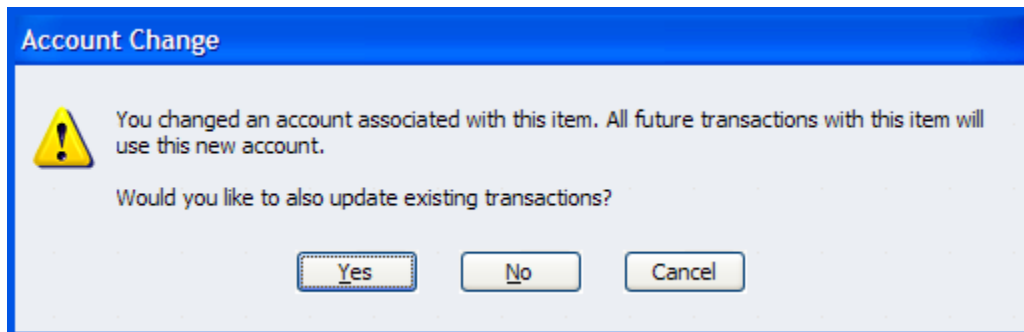 Account Change
You changed an account associated with this item. All future transactions with this item will
use this new account.
Would you like to also update existing transactions?
Yes No Cancel